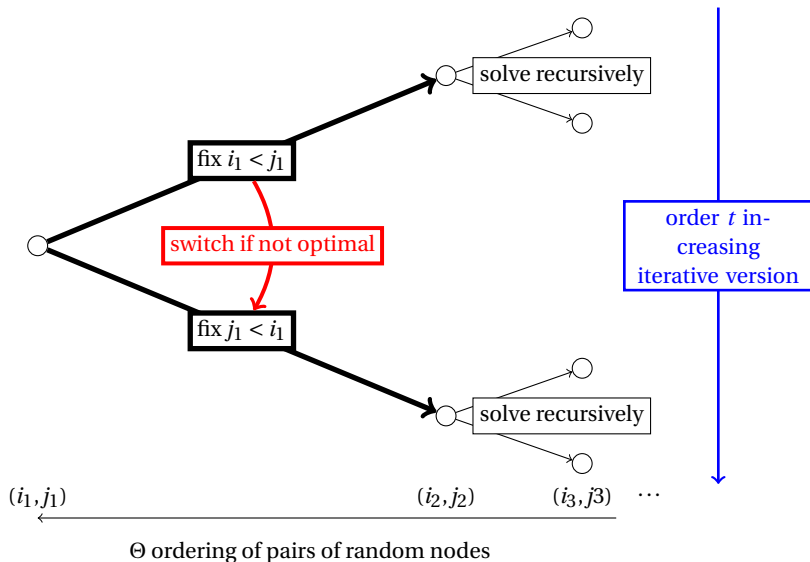 solve recursively
fix i₁ < j₁
order t in-
creasing
iterative version
switch if not optimal
fix j₁ < i₁
solve recursively
(i₁, j₁) (i₂, j₂) (i₃, j3) ⋯
Θ ordering of pairs of random nodes